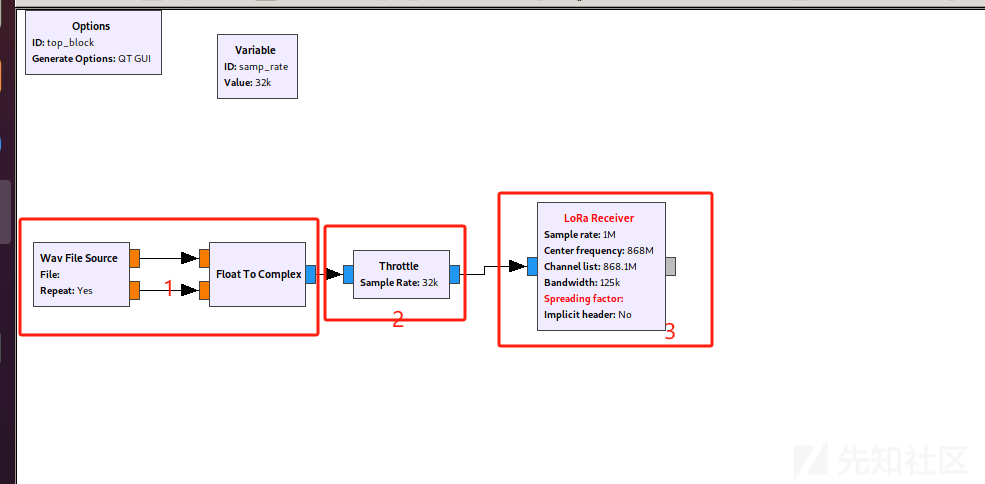 Options
ID: top_block
Generate Options: QT GUI
Variable
ID: samp_rate
Value: 32k
Wav File Source
File:
Repeat: Yes
1
Float To Complex
Throttle
Sample Rate: 32k
2
LoRa Receiver
Sample rate: 1M
Center frequency: 868M
Channel list: 868.1M
Bandwidth: 125k
Spreading factor:
Implicit header: No
3
先知社区